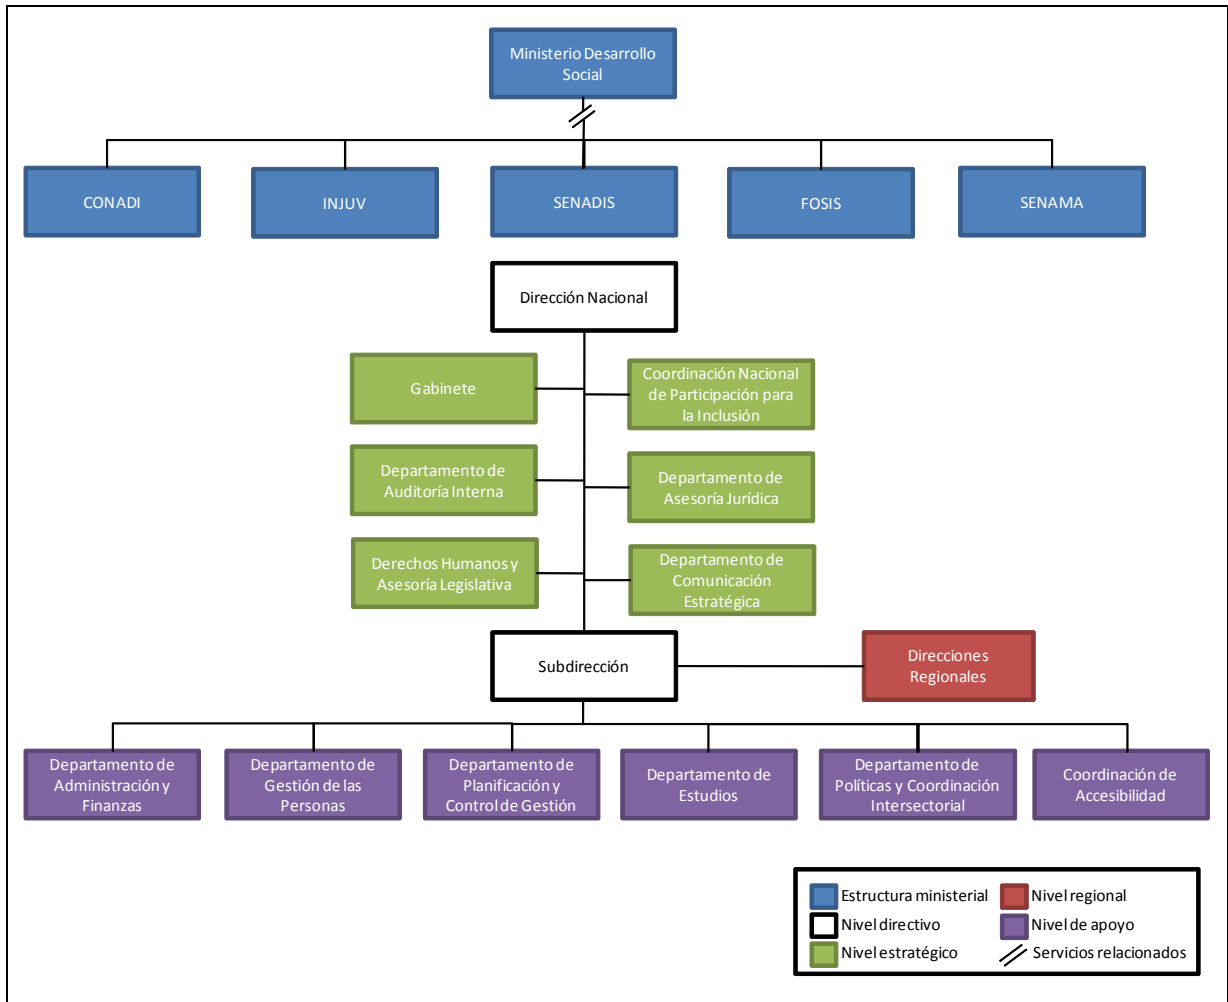 Ministerio Desarrollo
Social
CONADI
INJUV
SENADIS
FOSIS
SENAMA
Dirección Nacional
Gabinete
Coordinación Nacional
de Participación para
la Inclusión
Departamento de
Auditoría Interna
Departamento de
Asesoría Jurídica
Derechos Humanos y
Asesoría Legislativa
Departamento de
Comunicación
Estratégica
Subdirección
Direcciones
Regionales
Departamento de
Administración y
Finanzas
Departamento de
Gestión de las
Personas
Departamento de
Planificación y
Control de Gestión
Departamento de
Estudios
Departamento de
Políticas y Coordinación
Intersectorial
Coordinación de
Accesibilidad
Estructura ministerial
Nivel directivo
Nivel estratégico
Nivel regional
Nivel de apoyo
Servicios relacionados